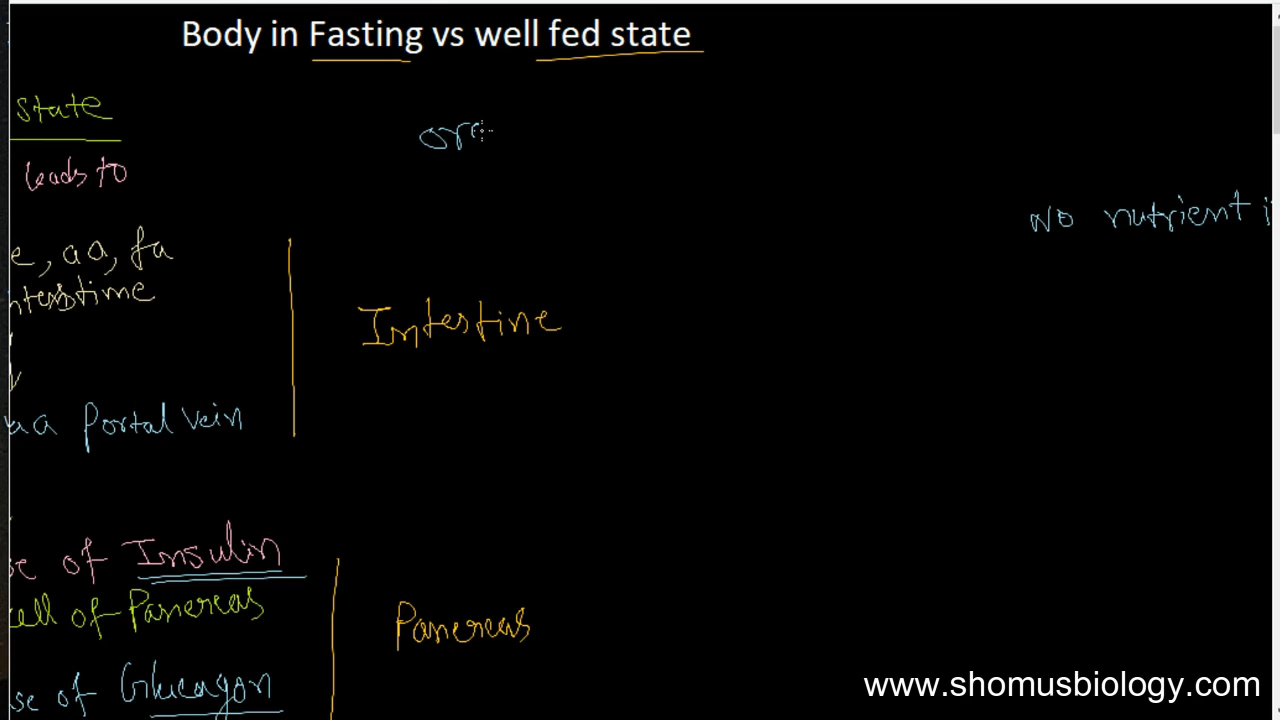 Body in Fasting vs well fed state
state
leads to
e, aa, fa
ntestine
Portal vein
of Insulin
ell of Pancreas
se of Glucagon
or
Intestine
Pancreas
No nutrient
www.shomusbiology.com